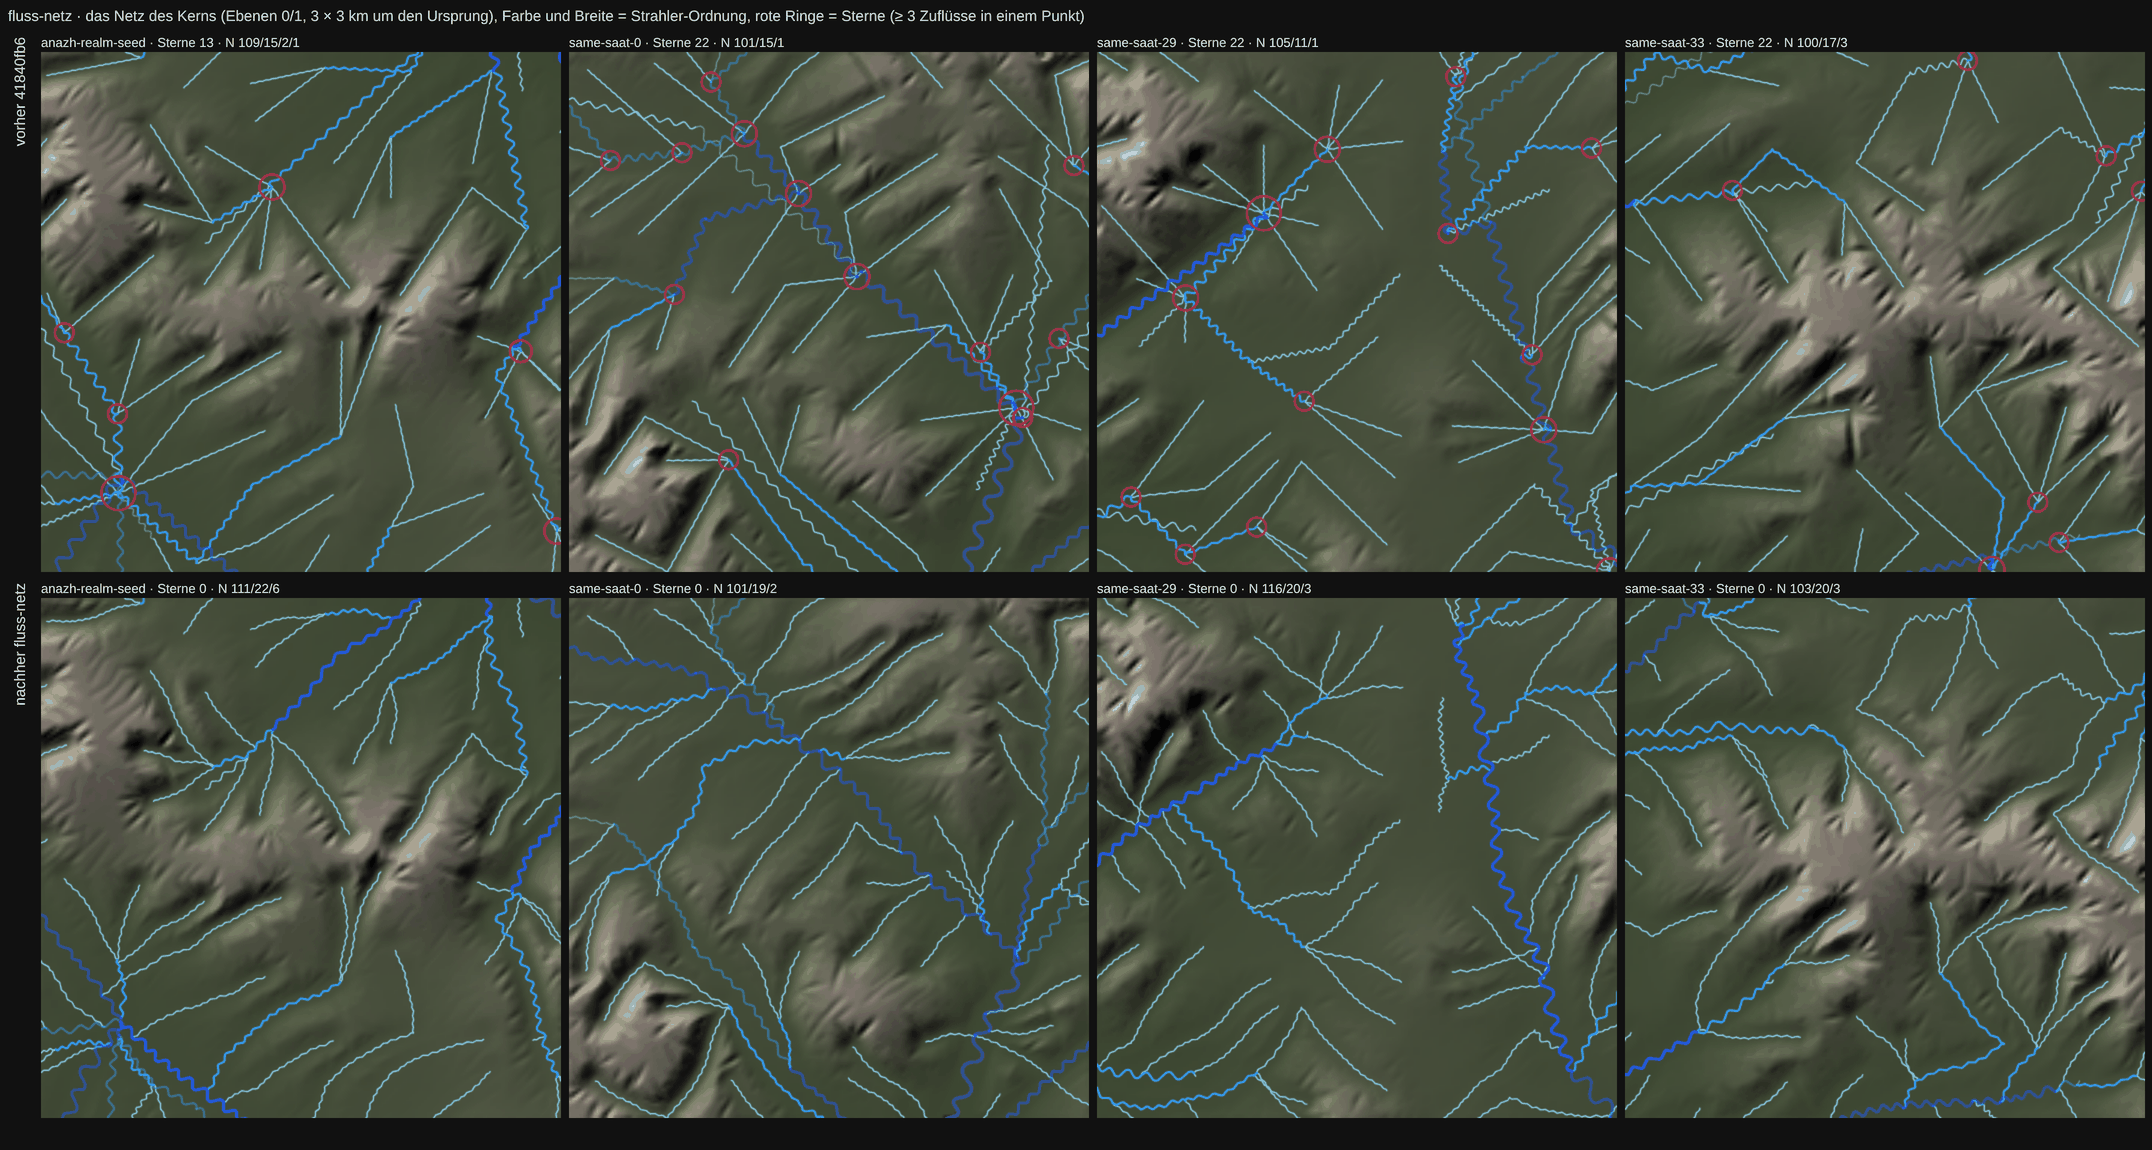 fluss-netz · das Netz des Kerns (Ebenen 0/1, 3 × 3 km um den Ursprung), Farbe und Breite = Strahler-Ordnung, rote Ringe = Sterne (≥ 3 Zuflüsse in einem Punkt)
vorher 41840fb6
anazh-realm-seed · Sterne 13 · N 109/15/2/1
same-saat-0 · Sterne 22 · N 101/15/1
same-saat-29 · Sterne 22 · N 105/11/1
same-saat-33 · Sterne 22 · N 100/17/3
nachher fluss-netz
anazh-realm-seed · Sterne 0 · N 111/22/6
same-saat-0 · Sterne 0 · N 101/19/2
same-saat-29 · Sterne 0 · N 116/20/3
same-saat-33 · Sterne 0 · N 103/20/3